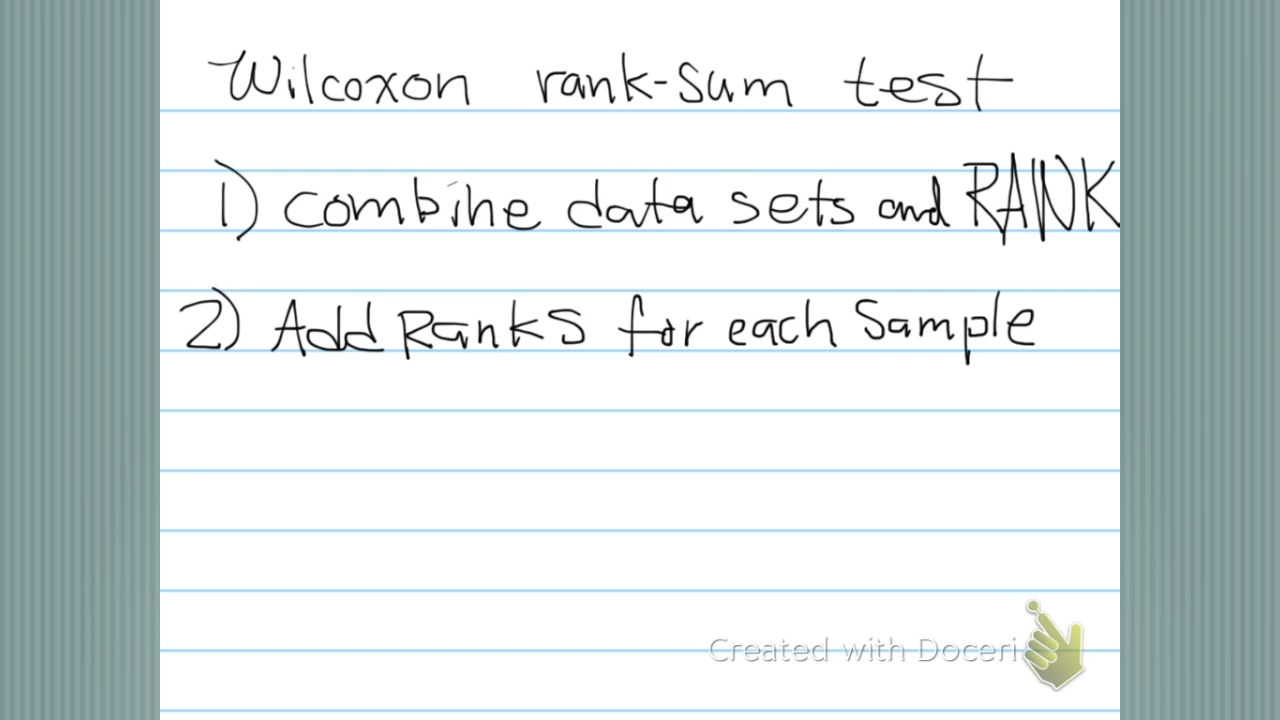 Wilcoxon rank-sum test
1) combine data sets and RANK
2) Add Ranks for each Sample
Created with Doceri